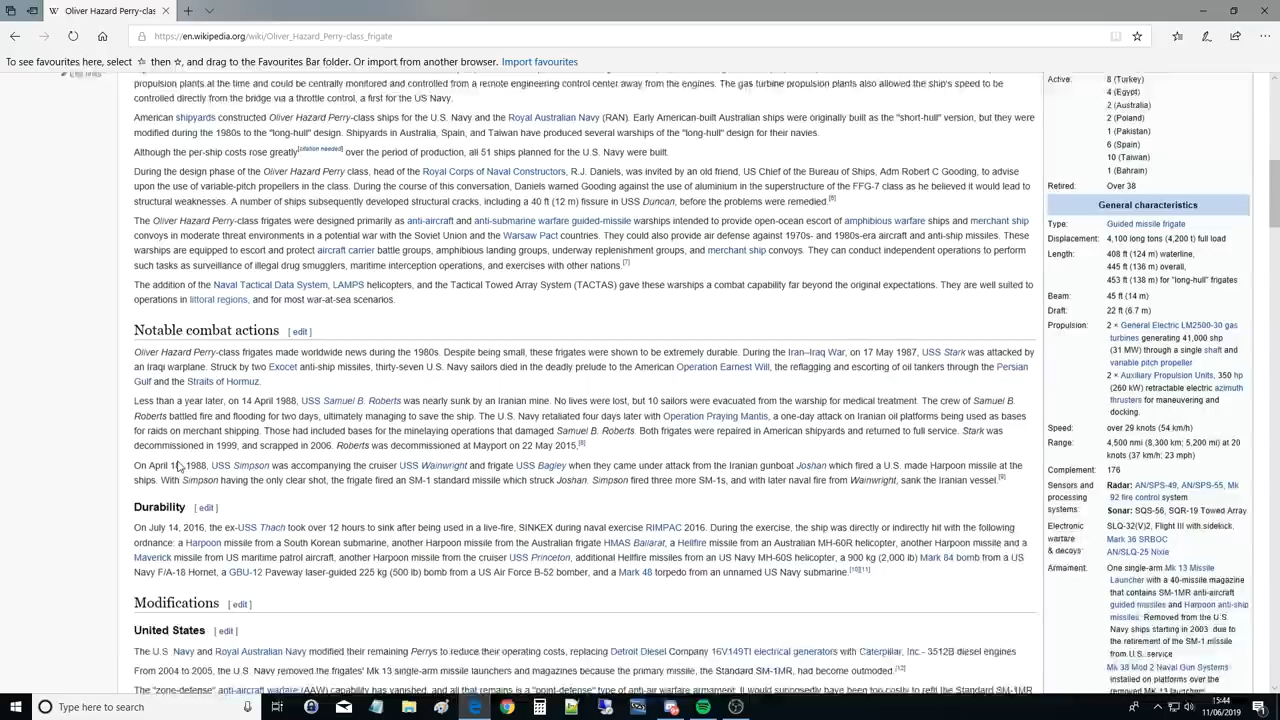 Oliver Hazard Perry-class
https://en.wikipedia.org/wiki/Oliver_Hazard_Perry-class_frigate
To see favourites here, select ☆ then ☆, and drag to the Favourites Bar folder. Or import from another browser. Import favourites
propulsion plants at the time and could be centrally monitored and controlled from a remote engineering control center away from the engines. The gas turbine propulsion plants also allowed the ship's speed to be
controlled directly from the bridge via a throttle control, a first for the US Navy.
American shipyards constructed Oliver Hazard Perry-class ships for the U.S. Navy and the Royal Australian Navy (RAN). Early American-built Australian ships were originally built as the "short-hull" version, but they were
modified during the 1980s to the "long-hull" design. Shipyards in Australia, Spain, and Taiwan have produced several warships of the "long-hull" design for their navies.
Although the per-ship costs rose greatly[citation needed] over the period of production, all 51 ships planned for the U.S. Navy were built.
During the design phase of the Oliver Hazard Perry class, head of the Royal Corps of Naval Constructors, R.J. Daniels, was invited by an old friend, US Chief of the Bureau of Ships, Adm Robert C Gooding, to advise
upon the use of variable-pitch propellers in the class. During the course of this conversation, Daniels warned Gooding against the use of aluminium in the superstructure of the FFG-7 class as he believed it would lead to
structural weaknesses. A number of ships subsequently developed structural cracks, including a 40 ft (12 m) fissure in USS Duncan, before the problems were remedied.[6]
The Oliver Hazard Perry-class frigates were designed primarily as anti-aircraft and anti-submarine warfare guided-missile warships intended to provide open-ocean escort of amphibious warfare ships and merchant ship
convoys in moderate threat environments in a potential war with the Soviet Union and the Warsaw Pact countries. They could also provide air defense against 1970s- and 1980s-era aircraft and anti-ship missiles. These
warships are equipped to escort and protect aircraft carrier battle groups, amphibious landing groups, underway replenishment groups, and merchant ship convoys. They can conduct independent operations to perform
such tasks as surveillance of illegal drug smugglers, maritime interception operations, and exercises with other nations.[7]
The addition of the Naval Tactical Data System, LAMPS helicopters, and the Tactical Towed Array System (TACTAS) gave these warships a combat capability far beyond the original expectations. They are well suited to
operations in littoral regions, and for most war-at-sea scenarios.
Notable combat actions [ edit ]
Oliver Hazard Perry-class frigates made worldwide news during the 1980s. Despite being small, these frigates were shown to be extremely durable. During the Iran–Iraq War, on 17 May 1987, USS Stark was attacked by
an Iraqi warplane. Struck by two Exocet anti-ship missiles, thirty-seven U.S. Navy sailors died in the deadly prelude to the American Operation Earnest Will, the reflagging and escorting of oil tankers through the Persian
Gulf and the Straits of Hormuz.
Less than a year later, on 14 April 1988, USS Samuel B. Roberts was nearly sunk by an Iranian mine. No lives were lost, but 10 sailors were evacuated from the warship for medical treatment. The crew of Samuel B.
Roberts battled fire and flooding for two days, ultimately managing to save the ship. The U.S. Navy retaliated four days later with Operation Praying Mantis, a one-day attack on Iranian oil platforms being used as bases
for raids on merchant shipping. Those had included bases for the minelaying operations that damaged Samuel B. Roberts. Both frigates were repaired in American shipyards and returned to full service. Stark was
decommissioned in 1999, and scrapped in 2006. Roberts was decommissioned at Mayport on 22 May 2015.[8]
On April 1988, USS Simpson was accompanying the cruiser USS Wainwright and frigate USS Bagley when they came under attack from the Iranian gunboat Joshan which fired a U.S. made Harpoon missile at the
ships. With Simpson having the only clear shot, the frigate fired an SM-1 standard missile which struck Joshan. Simpson fired three more SM-1s, and with later naval fire from Wainwright, sank the Iranian vessel.[9]
Durability [ edit ]
On July 14, 2016, the ex-USS Thach took over 12 hours to sink after being used in a live-fire, SINKEX during naval exercise RIMPAC 2016. During the exercise, the ship was directly or indirectly hit with the following
ordnance: a Harpoon missile from a South Korean submarine, another Harpoon missile from the Australian frigate HMAS Ballarat, a Hellfire missile from an Australian MH-60R helicopter, another Harpoon missile and a
Maverick missile from US maritime patrol aircraft, another Harpoon missile from the cruiser USS Princeton, additional Hellfire missiles from an US Navy MH-60S helicopter, a 900 kg (2,000 lb) Mark 84 bomb from a US
Navy F/A-18 Hornet, a GBU-12 Paveway laser-guided 225 kg (500 lb) bomb from a US Air Force B-52 bomber, and a Mark 48 torpedo from an unnamed US Navy submarine.[10][11]
Modifications [ edit ]
United States [ edit ]
The U.S. Navy and Royal Australian Navy modified their remaining Perrys to reduce their operating costs, replacing Detroit Diesel Company 16V149TI electrical generators with Caterpillar, Inc.- 3512B diesel engines
From 2004 to 2005, the U.S. Navy removed the frigates' Mk 13 single-arm missile launchers and magazines because the primary missile, the Standard SM-1MR, had become outmoded.[12]
The "zone-defense" anti-aircraft warfare (AAW) capability has vanished, and all that remains is a "point-defense" type of anti-air warfare armament. It would supposedly have been too costly to refit the Standard SM-1MR
Active: 8 (Turkey)
4 (Egypt)
2 (Australia)
2 (Poland)
1 (Pakistan)
6 (Spain)
10 (Taiwan)
1 (Bahrain)
Retired: Over 38
General characteristics
Type: Guided missile frigate
Displacement: 4,100 long tons (4,200 t) full load
Length: 408 ft (124 m) waterline,
445 ft (136 m) overall,
453 ft (138 m) for "long-hull" frigates
Beam: 45 ft (14 m)
Draft: 22 ft (6.7 m)
Propulsion: 2 × General Electric LM2500-30 gas
turbines generating 41,000 shp
(31 MW) through a single shaft and
variable pitch propeller
2 × Auxiliary Propulsion Units, 350 hp
(260 kW) retractable electric azimuth
thrusters for maneuvering and
docking.
Speed: over 29 knots (54 km/h)
Range: 4,500 nmi (8,300 km; 5,200 mi) at 20
knots (37 km/h; 23 mph)
Complement: 176
Sensors and processing systems: Radar: AN/SPS-49, AN/SPS-55, Mk
92 fire control system
Sonar: SQS-56, SQR-19 Towed Array
Electronic warfare & decoys: SLQ-32(V)2, Flight III with sidekick,
Mark 36 SRBOC
AN/SLQ-25 Nixie
Armament: One single-arm Mk 13 Missile
Launcher with a 40-missile magazine
that contains SM-1MR anti-aircraft
guided missiles and Harpoon anti-ship
missiles. Removed from the U.S.
Navy ships starting in 2003, due to
the retirement of the SM-1 missile
from U.S. service
Mk 38 Mod 2 Naval Gun Systems
installed on platforms over the
removed MK 13 launcher
Type here to search
15:44
11/06/2019